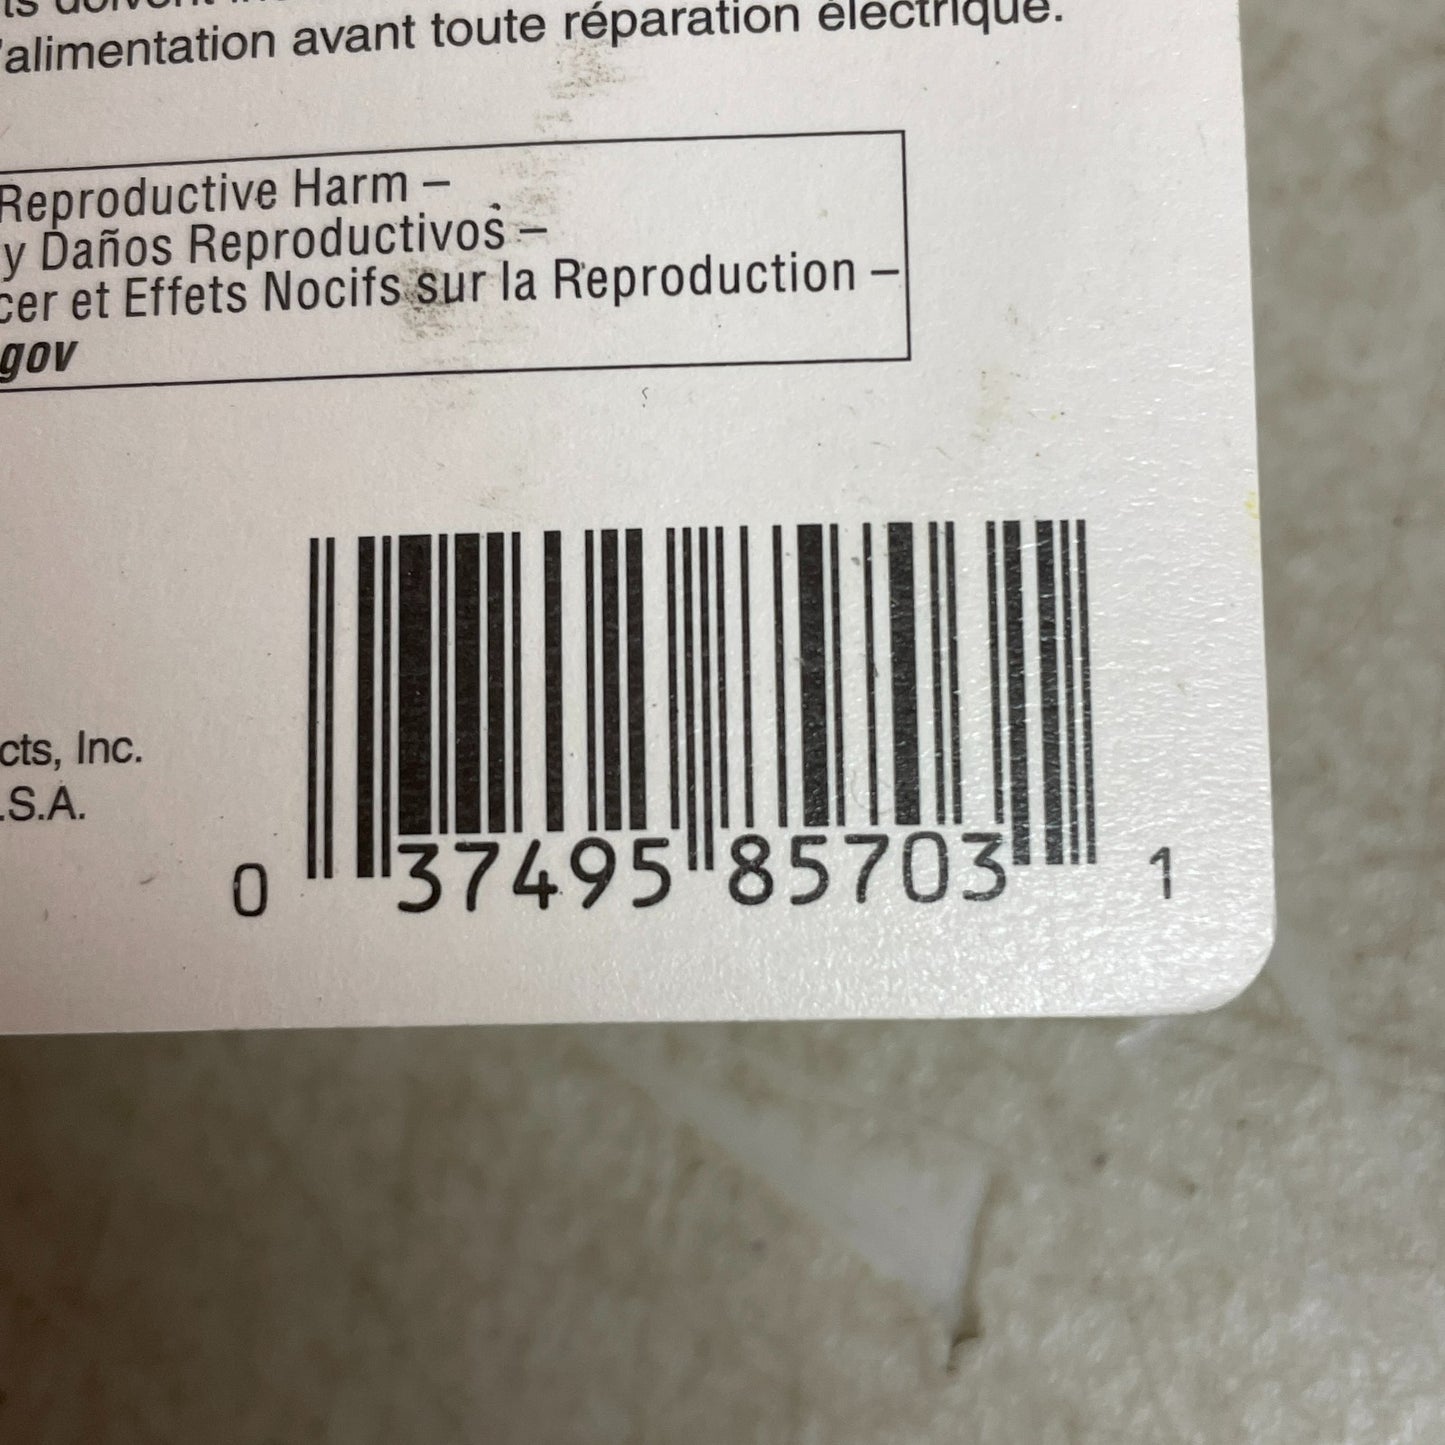 'alimentation avant toute réparation électrique.
Reproductive Harm –
y Daños Reproductivos –
cer et Effets Nocifs sur la Reproduction –
gov
cts, Inc.
.S.A.
0 37495 85703 1